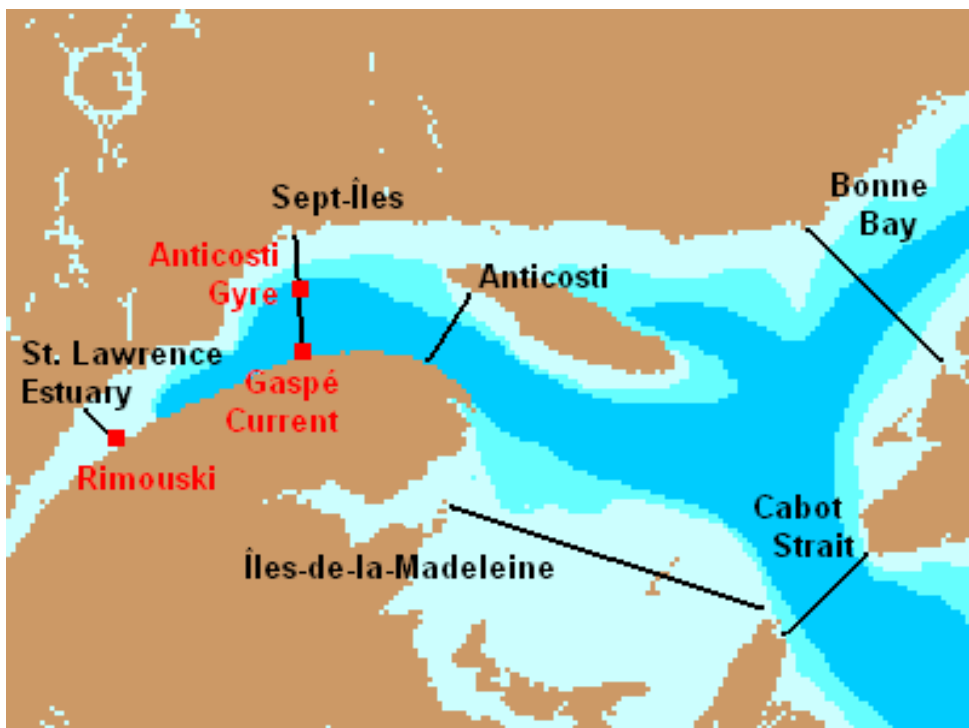 Sept-Îles
Bonne
Bay
Anticosti
Gyre
Anticosti
St. Lawrence
Estuary
Gaspé
Current
Rimouski
Cabot
Strait
Îles-de-la-Madeleine